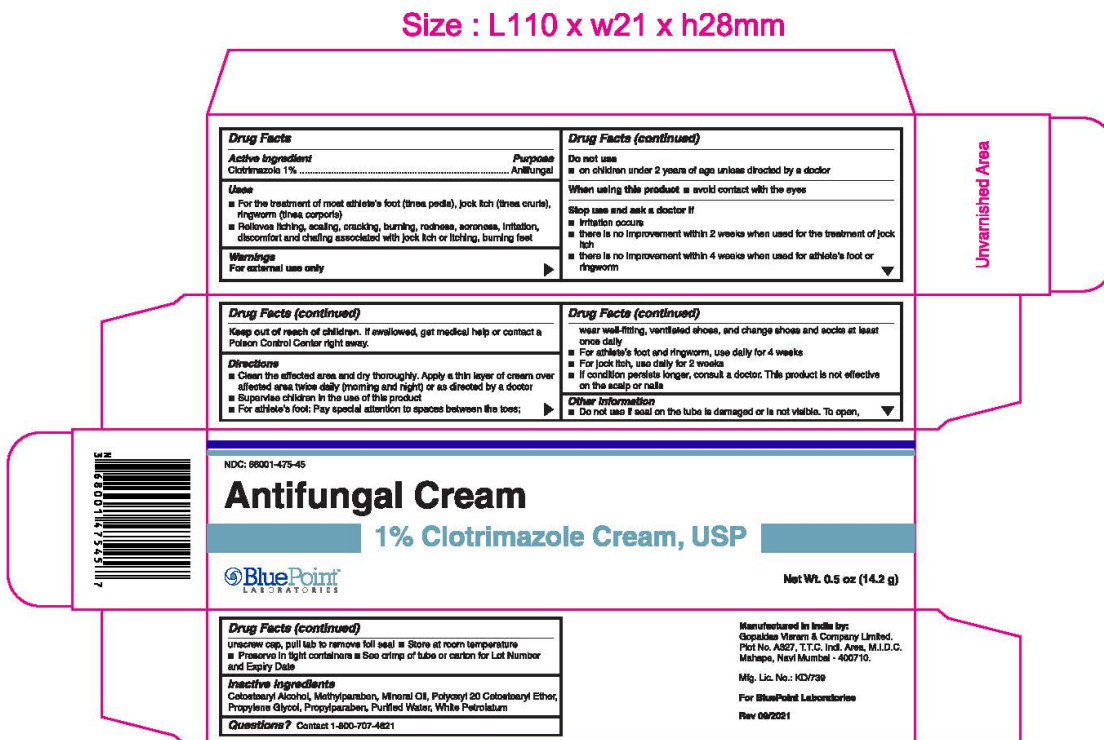 Size : L110 x w21 x h28mm
Drug Facts
Active Ingredient Purpose
Clotrimazole 1% ........................................................................ Antifungal
Uses
■ For the treatment of most athlete's foot (tinea pedis), jock itch (tinea cruris),
ringworm (tinea corporis)
■ Relieves itching, scaling, cracking, burning, redness, soreness, irritation,
discomfort and chafing associated with jock itch or itching, burning feet
Warnings
For external use only
Drug Facts (continued)
Do not use
■ on children under 2 years of age unless directed by a doctor
When using this product ■ avoid contact with the eyes
Stop use and ask a doctor if
■ irritation occurs
■ there is no improvement within 2 weeks when used for the treatment of jock
itch
■ there is no improvement within 4 weeks when used for athlete's foot or
ringworm
Unvarnished Area
Drug Facts (continued)
Keep out of reach of children. If swallowed, get medical help or contact a
Poison Control Center right away.
Directions
■ Clean the affected area and dry thoroughly. Apply a thin layer of cream over
affected area twice daily (morning and night) or as directed by a doctor
■ Supervise children in the use of this product
■ For athlete's foot: Pay special attention to spaces between the toes;
Drug Facts (continued)
wear well-fitting, ventilated shoes, and change shoes and socks at least
once daily
■ For athlete's foot and ringworm, use daily for 4 weeks
■ For jock itch, use daily for 2 weeks
■ If condition persists longer, consult a doctor. This product is not effective
on the scalp or nails
Other information
■ Do not use if seal on the tube is damaged or is not visible. To open,
N
3 68001 47545 7
NDC: 68001-475-45
Antifungal Cream
1% Clotrimazole Cream, USP
BluePoint™
LABORATORIES
Net Wt. 0.5 oz (14.2 g)
Drug Facts (continued)
unscrew cap, pull tab to remove foil seal ■ Store at room temperature
■ Preserve in tight containers ■ See crimp of tube or carton for Lot Number
and Expiry Date
Inactive Ingredients
Cetostearyl Alcohol, Methylparaben, Mineral Oil, Polyoxyl 20 Cetostearyl Ether,
Propylene Glycol, Propylparaben, Purified Water, White Petrolatum
Questions? Contact 1-800-707-4621
Manufactured in India by:
Gopaldas Visram & Company Limited.
Plot No. A327, T.T.C. Indl. Area, M.I.D.C.
Mahape, Navi Mumbai - 400710.
Mfg. Lic. No.: KD/739
For BluePoint Laboratories
Rev 09/2021